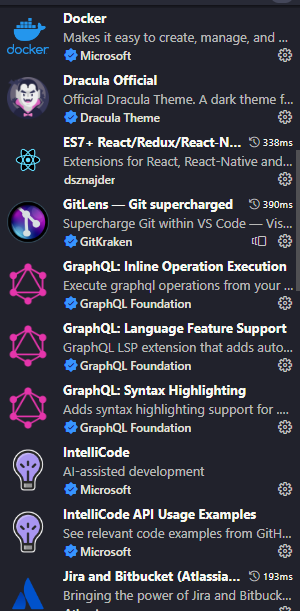 Docker
docker
Makes it easy to create, manage, and ...
Microsoft
Dracula Official
Official Dracula Theme. A dark theme f...
Dracula Theme
ES7+ React/Redux/React-N... 338ms
Extensions for React, React-Native and...
dsznajder
GitLens — Git supercharged 390ms
Supercharge Git within VS Code — Vis...
GitKraken
GraphQL: Inline Operation Execution
Execute graphql operations from your ...
GraphQL Foundation
GraphQL: Language Feature Support
GraphQL LSP extension that adds auto...
GraphQL Foundation
GraphQL: Syntax Highlighting
Adds syntax highlighting support for ...
GraphQL Foundation
IntelliCode
AI-assisted development
Microsoft
IntelliCode API Usage Examples
See relevant code examples from GitH...
Microsoft
Jira and Bitbucket (Atlassia... 193ms
Bringing the power of Jira and Bitbuck...